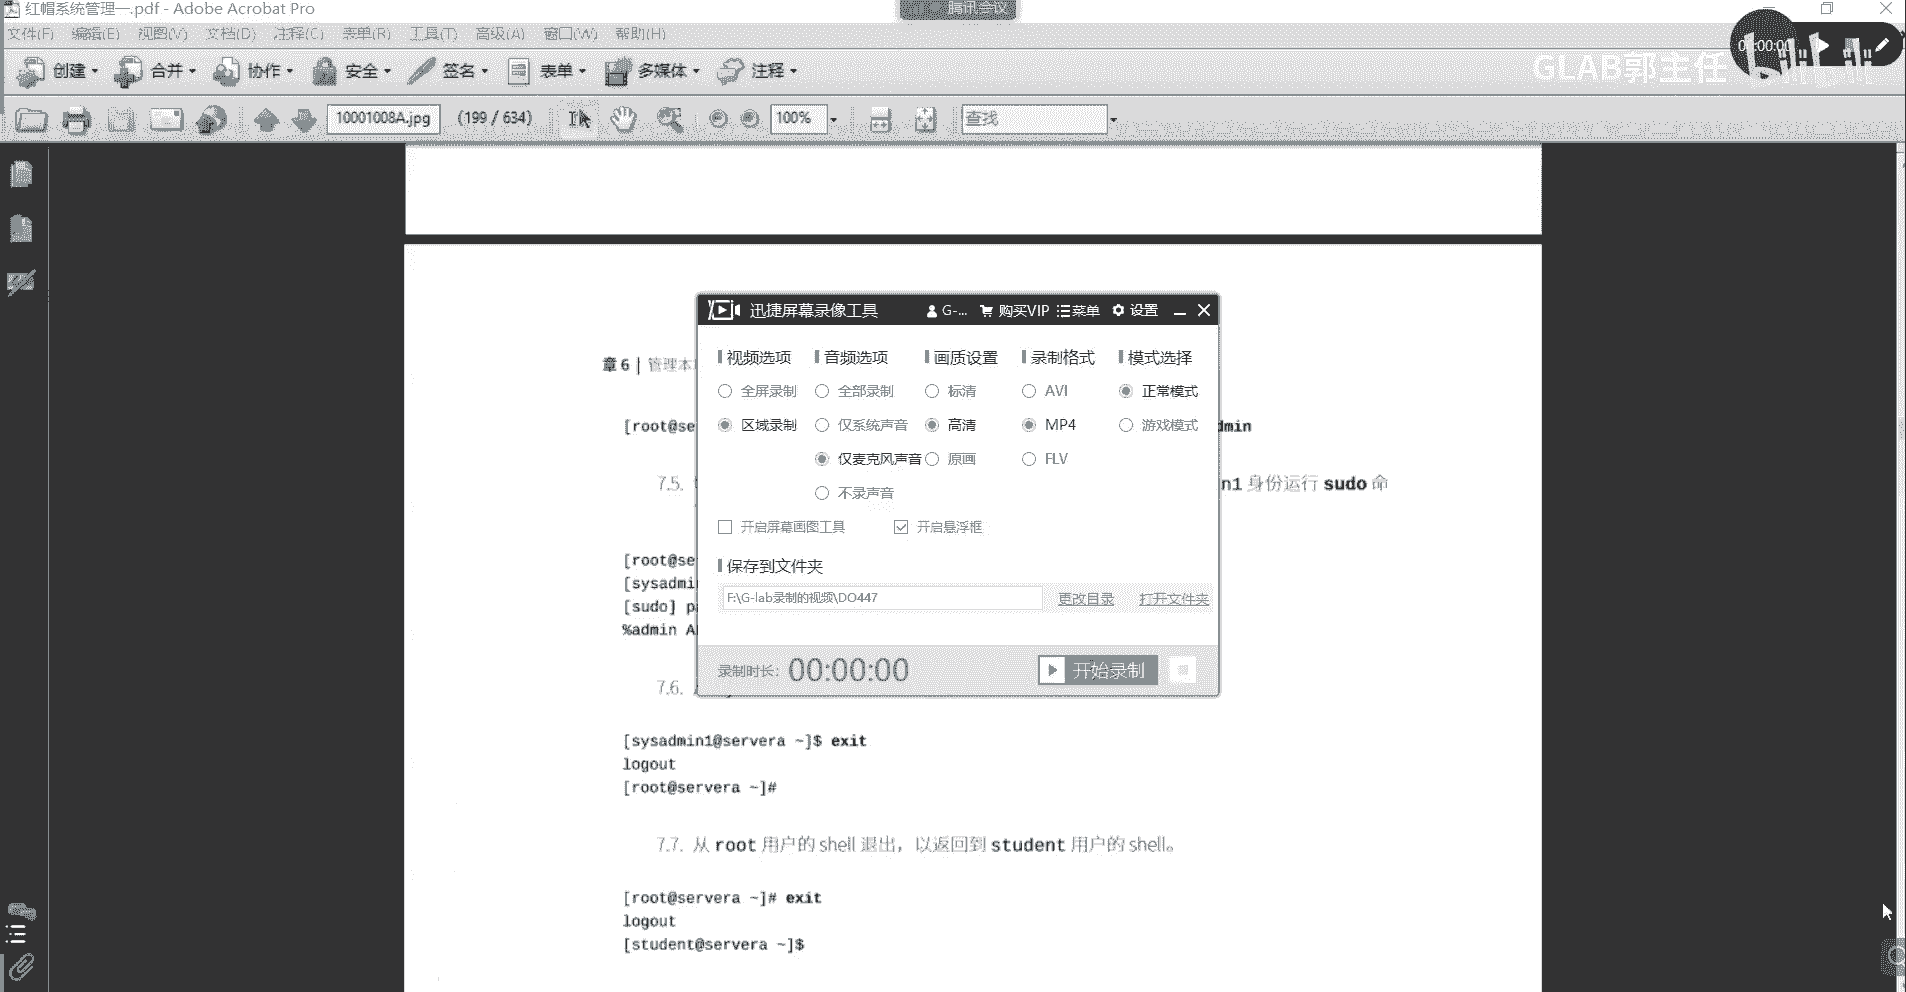 红帽系统管理一.pdf - Adobe Acrobat Pro
腾讯会议
文件(F) 编辑(E) 视图(V) 文档(D) 注释(C) 表单(R) 工具(T) 高级(A) 窗口(W) 帮助(H)
00:00:00
GLAB郭主任
创建 合并 协作 安全 签名 表单 多媒体 注释
10001008A.jpg (199 / 634) 100% 查找
迅捷屏幕录像工具 G-... 购买VIP 菜单 设置
视频选项 音频选项 画质设置 录制格式 模式选择
全屏录制 全部录制 标清 AVI 正常模式
区域录制 仅系统声音 高清 MP4 游戏模式
仅麦克风声音 原画 FLV
不录声音
开启屏幕画图工具 开启悬浮框
保存到文件夹
F:\G-lab录制的视频\DO447 更改目录 打开文件夹
录制时长: 00:00:00 开始录制
章 6 | 管理本
[root@se dmin
7.5. n1 身份运行 sudo 命
[root@se
[sysadmi
[sudo] pa
%admin A
7.6.
[sysadmin1@servera ~]$ exit
logout
[root@servera ~]#
7.7. 从 root 用户的 shell 退出，以返回到 student 用户的 shell。
[root@servera ~]# exit
logout
[student@servera ~]$